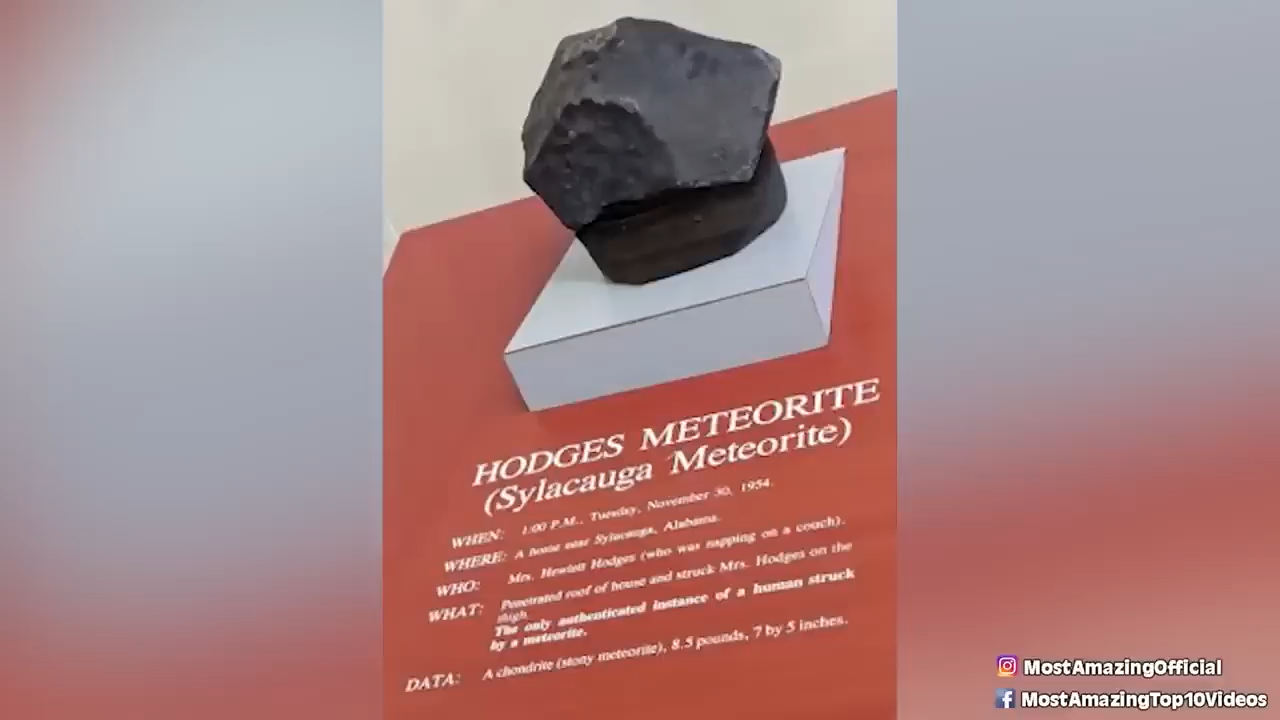 HODGES METEORITE
(Sylacauga Meteorite)
WHEN: 1:00 P.M., Tuesday, November 30, 1954.
WHERE: A home near Sylacauga, Alabama.
WHO: Mrs. Hewlett Hodges (who was napping on a couch).
WHAT: Penetrated roof of house and struck Mrs. Hodges on the
thigh.
The only authenticated instance of a human struck
by a meteorite.
DATA: A chondrite (stony meteorite), 8.5 pounds, 7 by 5 inches.
MostAmazingOfficial
MostAmazingTop10Videos